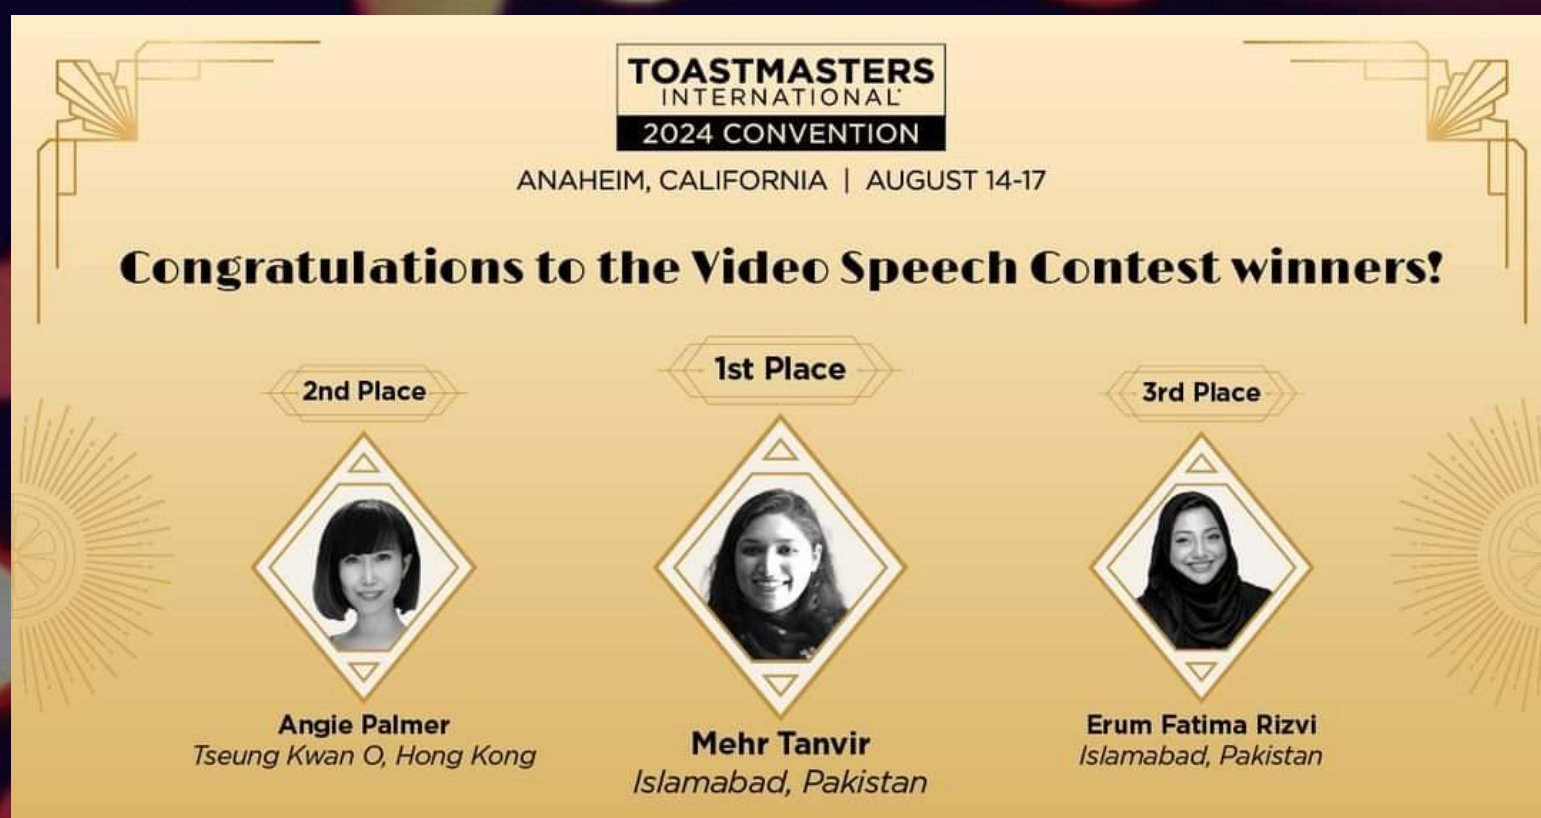 TOASTMASTERS
INTERNATIONAL
2024 CONVENTION
ANAHEIM, CALIFORNIA | AUGUST 14-17
Congratulations to the Video Speech Contest winners!
2nd Place
Angie Palmer
Tseung Kwan O, Hong Kong
1st Place
Mehr Tanvir
Islamabad, Pakistan
3rd Place
Erum Fatima Rizvi
Islamabad, Pakistan